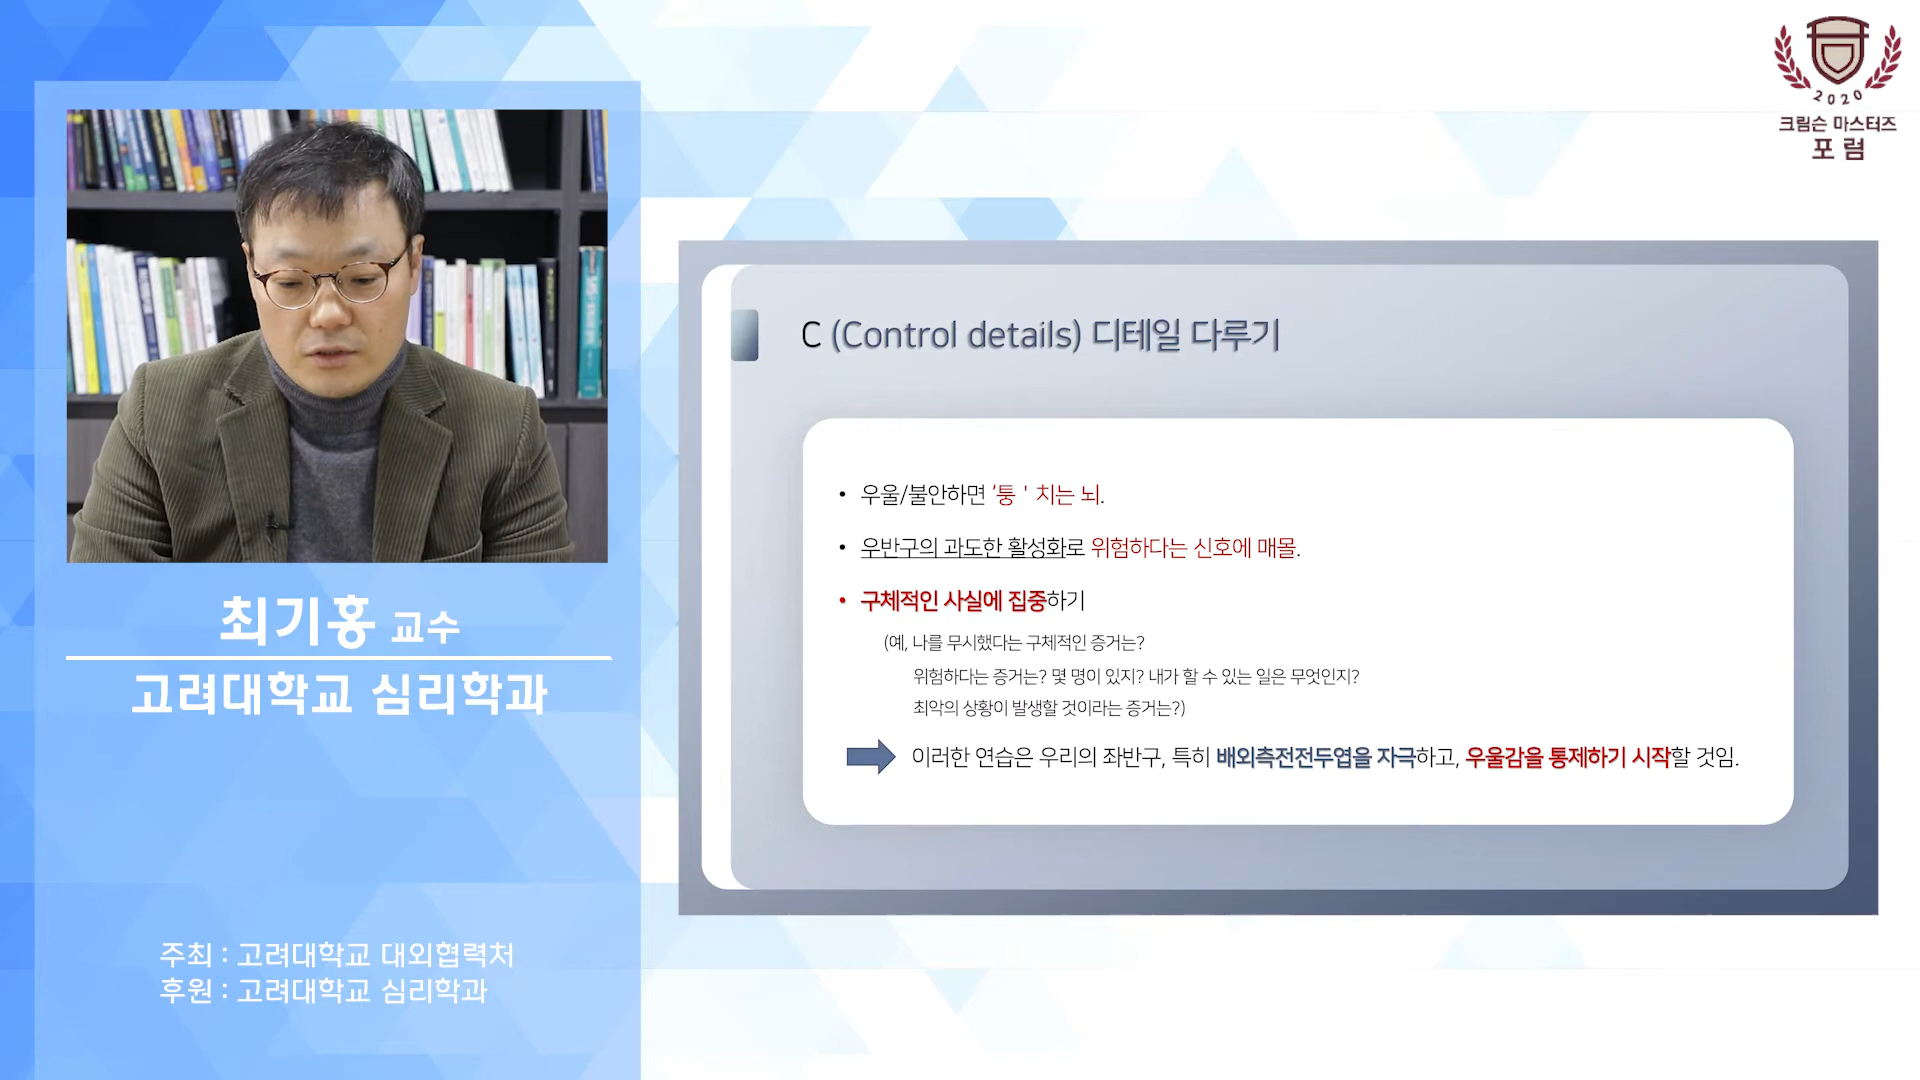 2020
크림슨 마스터즈
포 럼
최기홍 교수
고려대학교 심리학과
주최 : 고려대학교 대외협력처
후원 : 고려대학교 심리학과
C (Control details) 디테일 다루기
• 우울/불안하면 '퉁 ' 치는 뇌.
• 우반구의 과도한 활성화로 위험하다는 신호에 매몰.
• 구체적인 사실에 집중하기
(예, 나를 무시했다는 구체적인 증거는?
위험하다는 증거는? 몇 명이 있지? 내가 할 수 있는 일은 무엇인지?
최악의 상황이 발생할 것이라는 증거는?)
이러한 연습은 우리의 좌반구, 특히 배외측전전두엽을 자극하고, 우울감을 통제하기 시작할 것임.